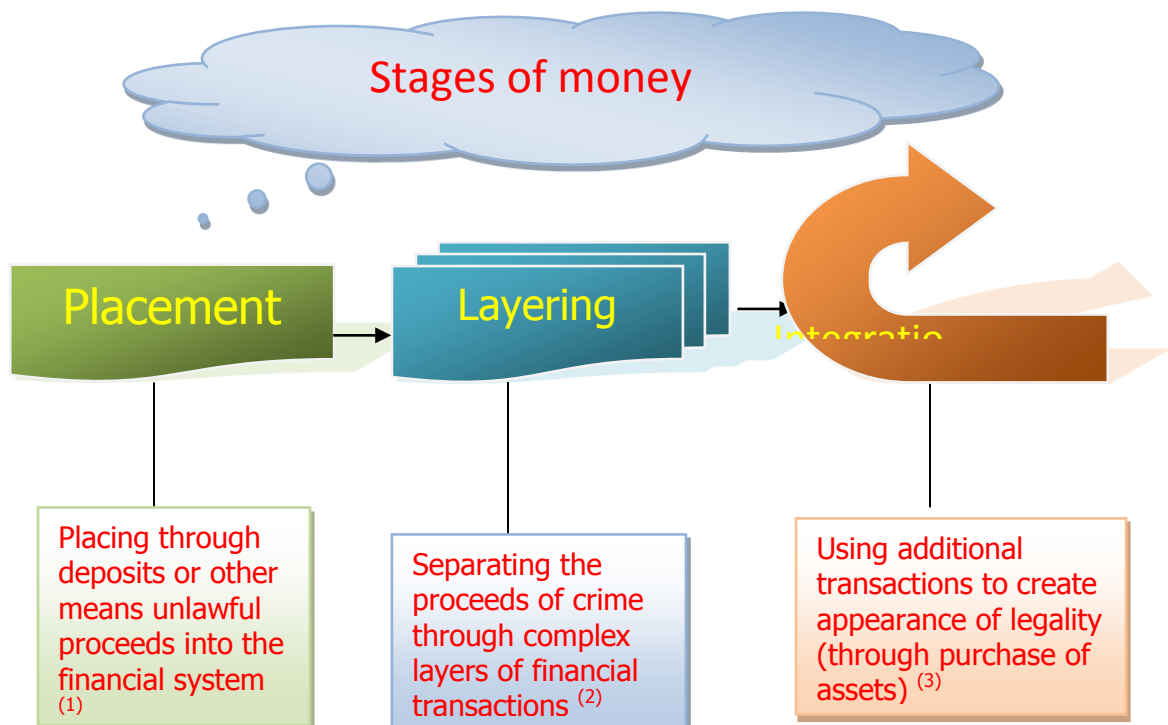 Stages of money
Placement
Layering
Integratio
Placing through
deposits or other
means unlawful
proceeds into the
financial system
(1)
Separating the
proceeds of crime
through complex
layers of financial
transactions (2)
Using additional
transactions to create
appearance of legality
(through purchase of
assets) (3)